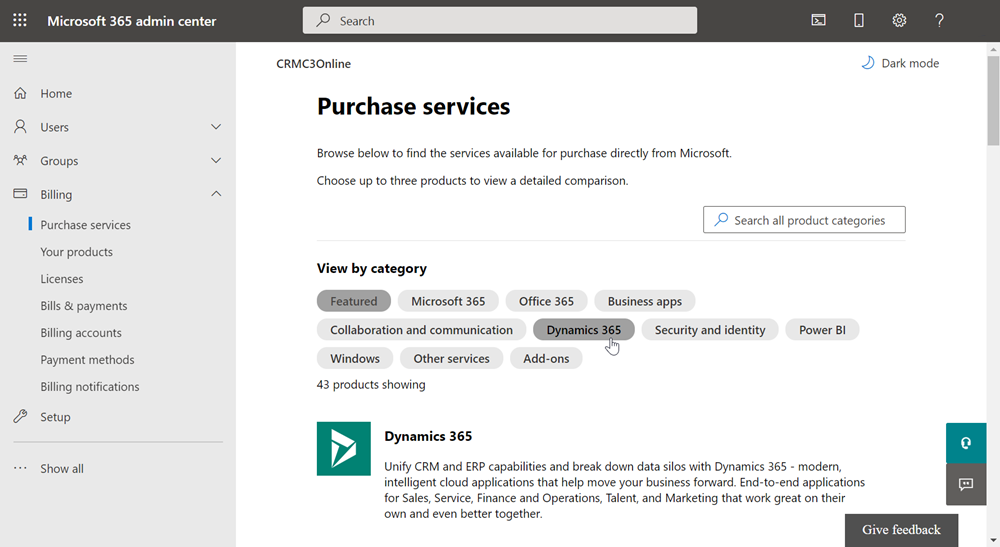 Microsoft 365 admin center
Search
CRMC3Online
Dark mode
Home
Users
Groups
Billing
Purchase services
Your products
Licenses
Bills & payments
Billing accounts
Payment methods
Billing notifications
Setup
Show all
Purchase services
Browse below to find the services available for purchase directly from Microsoft.
Choose up to three products to view a detailed comparison.
Search all product categories
View by category
Featured Microsoft 365 Office 365 Business apps
Collaboration and communication Dynamics 365 Security and identity Power BI
Windows Other services Add-ons
43 products showing
Dynamics 365
Unify CRM and ERP capabilities and break down data silos with Dynamics 365 - modern,
intelligent cloud applications that help move your business forward. End-to-end applications
for Sales, Service, Finance and Operations, Talent, and Marketing that work great on their
own and even better together.
Give feedback